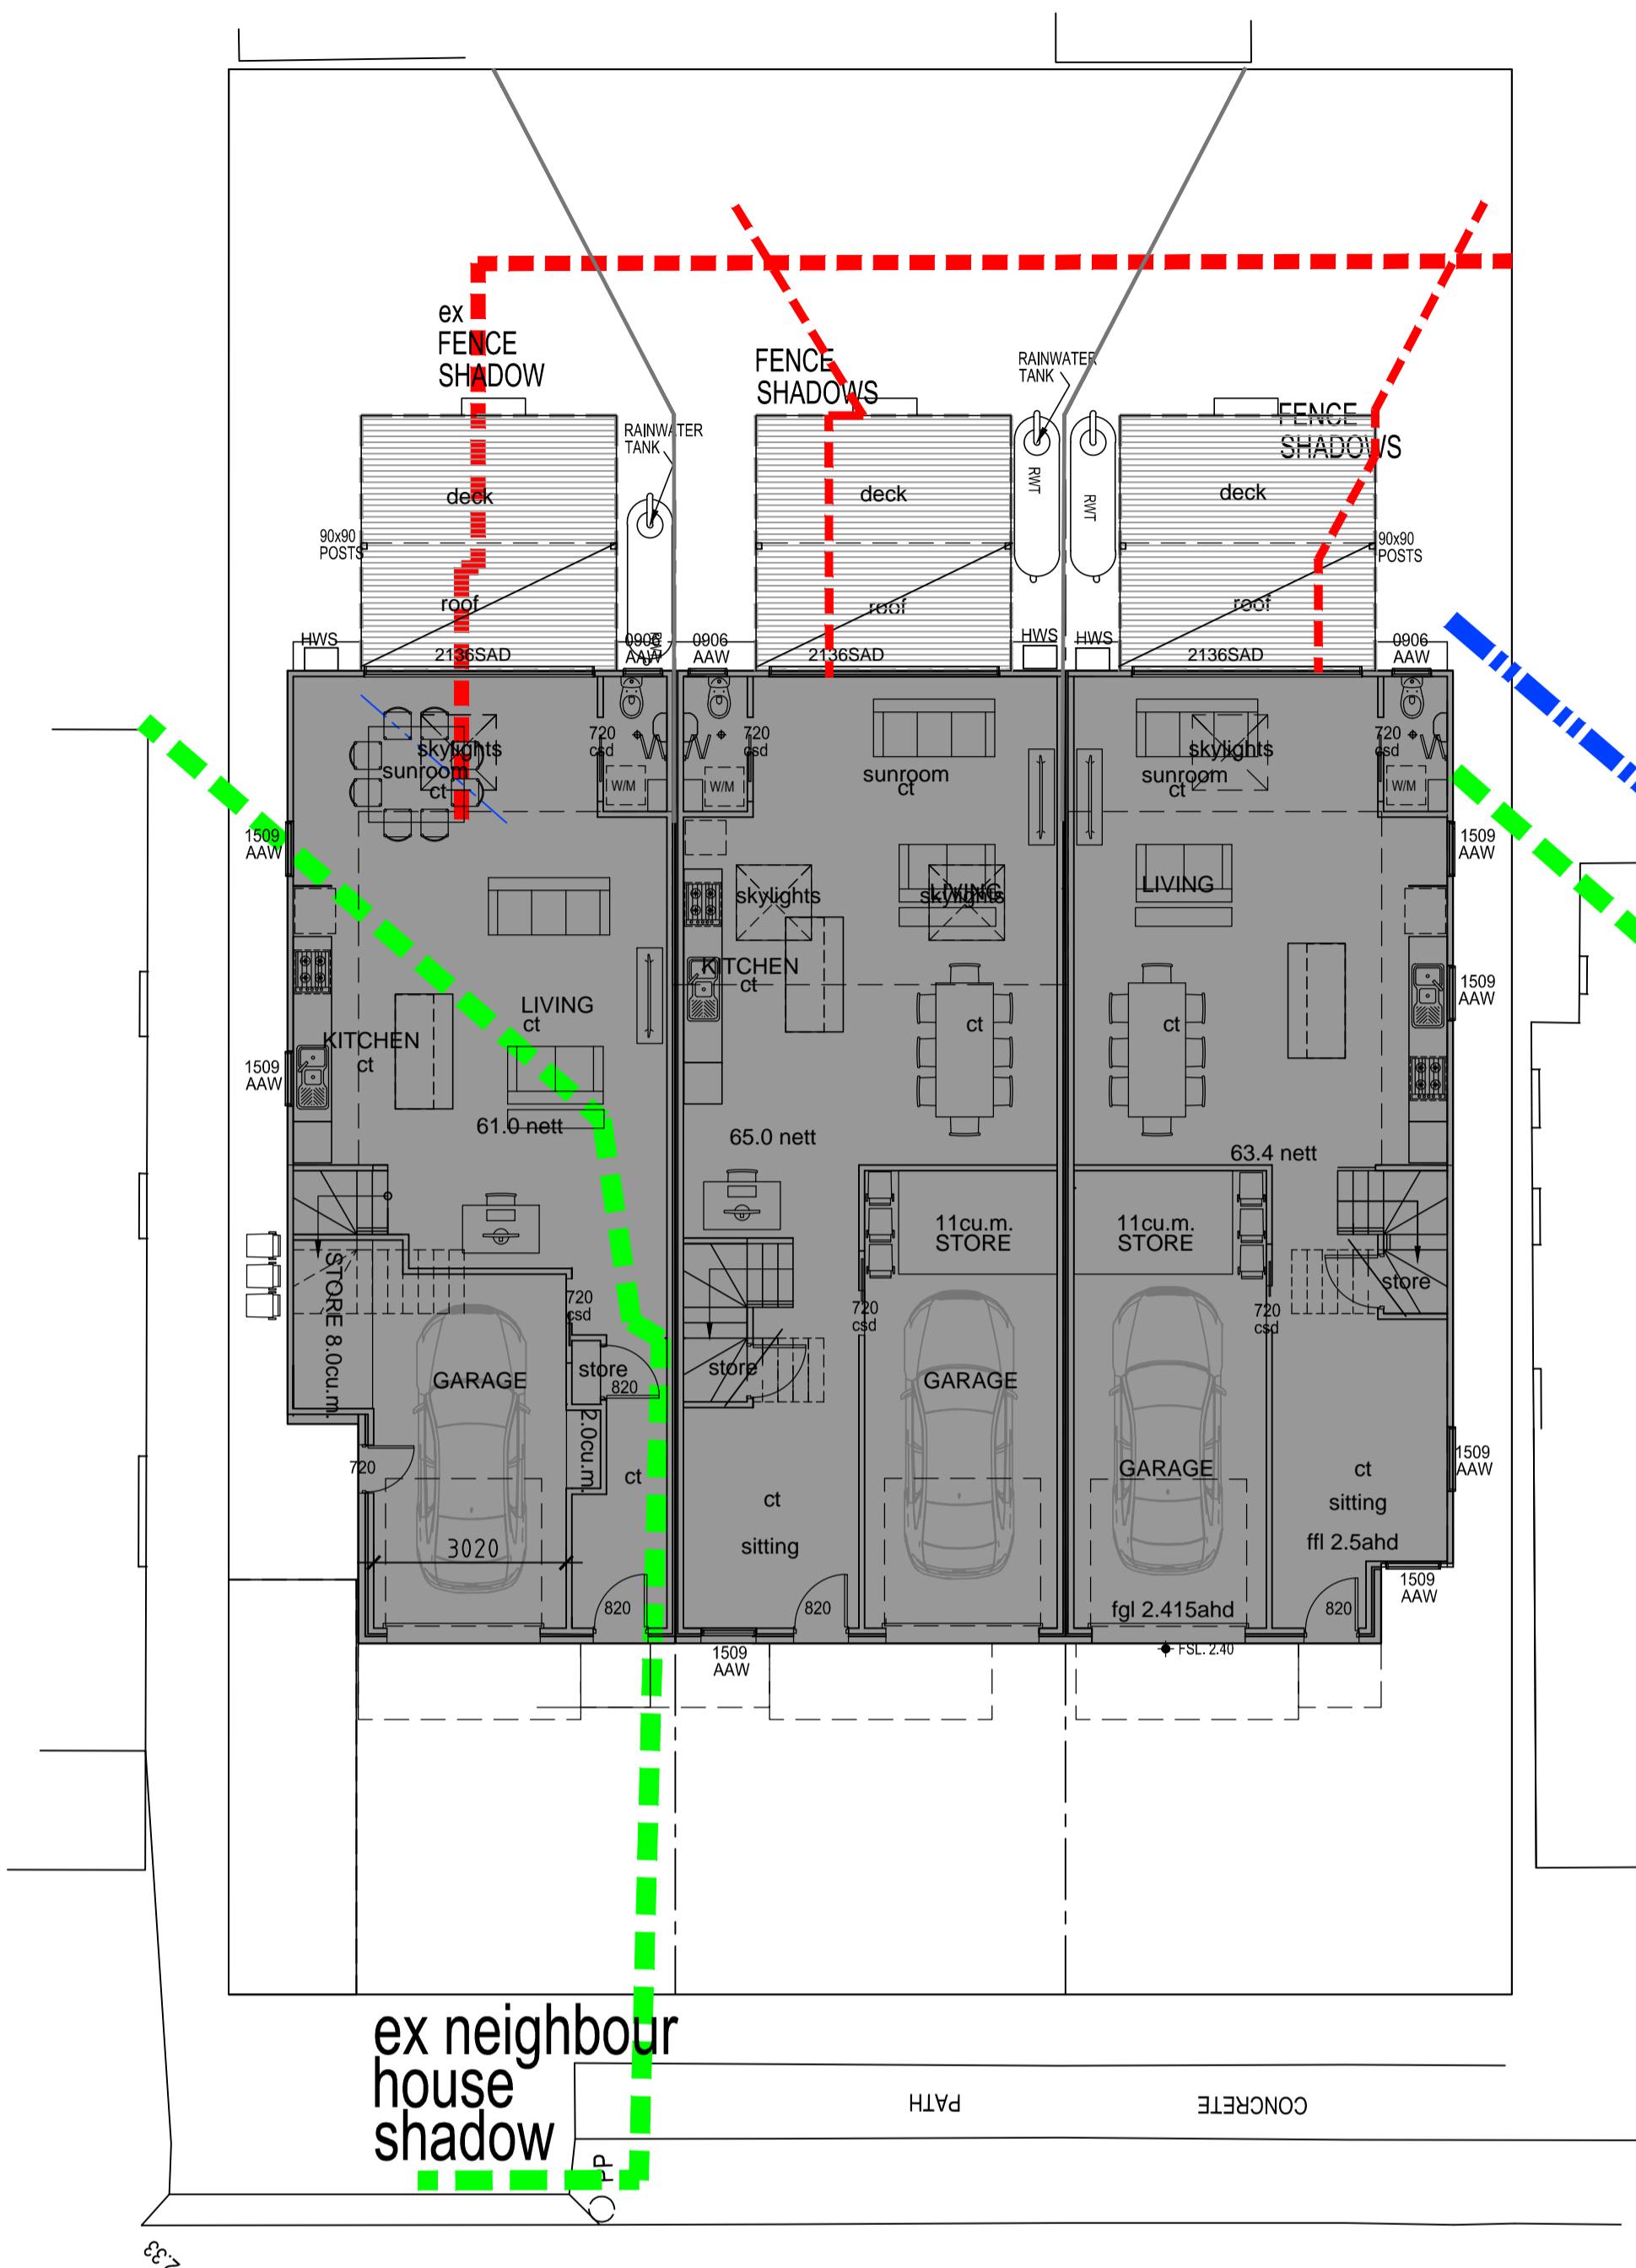 ex
FENCE
SHADOW
FENCE
SHADOWS
RAINWATER
TANK
FENCE
SHADOWS
RAINWATER
TANK
RWT
RWT
deck
deck
deck
90x90
POSTS
90x90
POSTS
roof
roof
roof
HWS
2136SAD
0906
AAW
0906
AAW
2136SAD
HWS
HWS
2136SAD
0906
AAW
skylights
sunroom
ct
720
csd
W/M
720
csd
W/M
sunroom
ct
skylights
sunroom
ct
720
csd
W/M
1509
AAW
1509
AAW
skylights
LIVING
skylights
LIVING
KITCHEN
ct
1509
AAW
LIVING
ct
KITCHEN
ct
ct
ct
1509
AAW
61.0 nett
65.0 nett
63.4 nett
11cu.m.
STORE
11cu.m.
STORE
STORE 8.0cu.m.
store
720
csd
720
csd
720
csd
GARAGE
store
820
store
GARAGE
2.0cu.m.
720
ct
GARAGE
ct
sitting
1509
AAW
ct
sitting
3020
ffl 2.5ahd
1509
AAW
820
820
fgl 2.415ahd
820
1509
AAW
FSL. 2.40
ex neighbour
house
shadow
PATH
CONCRETE
PP
2.33